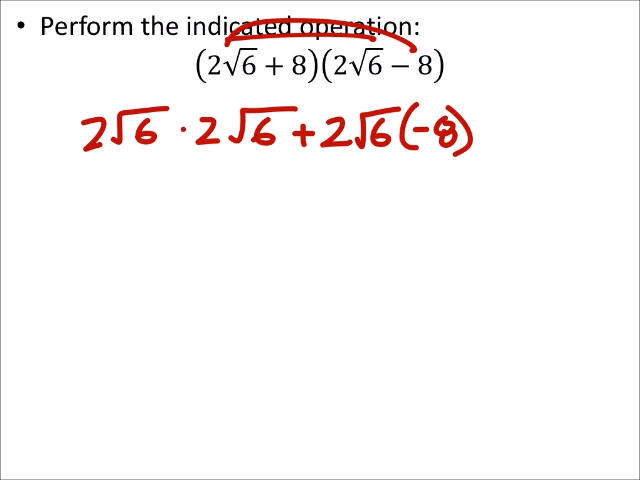 • Perform the indicated operation:
(2√6 + 8)(2√6 − 8)
2√6 · 2√6 + 2√6(−8)